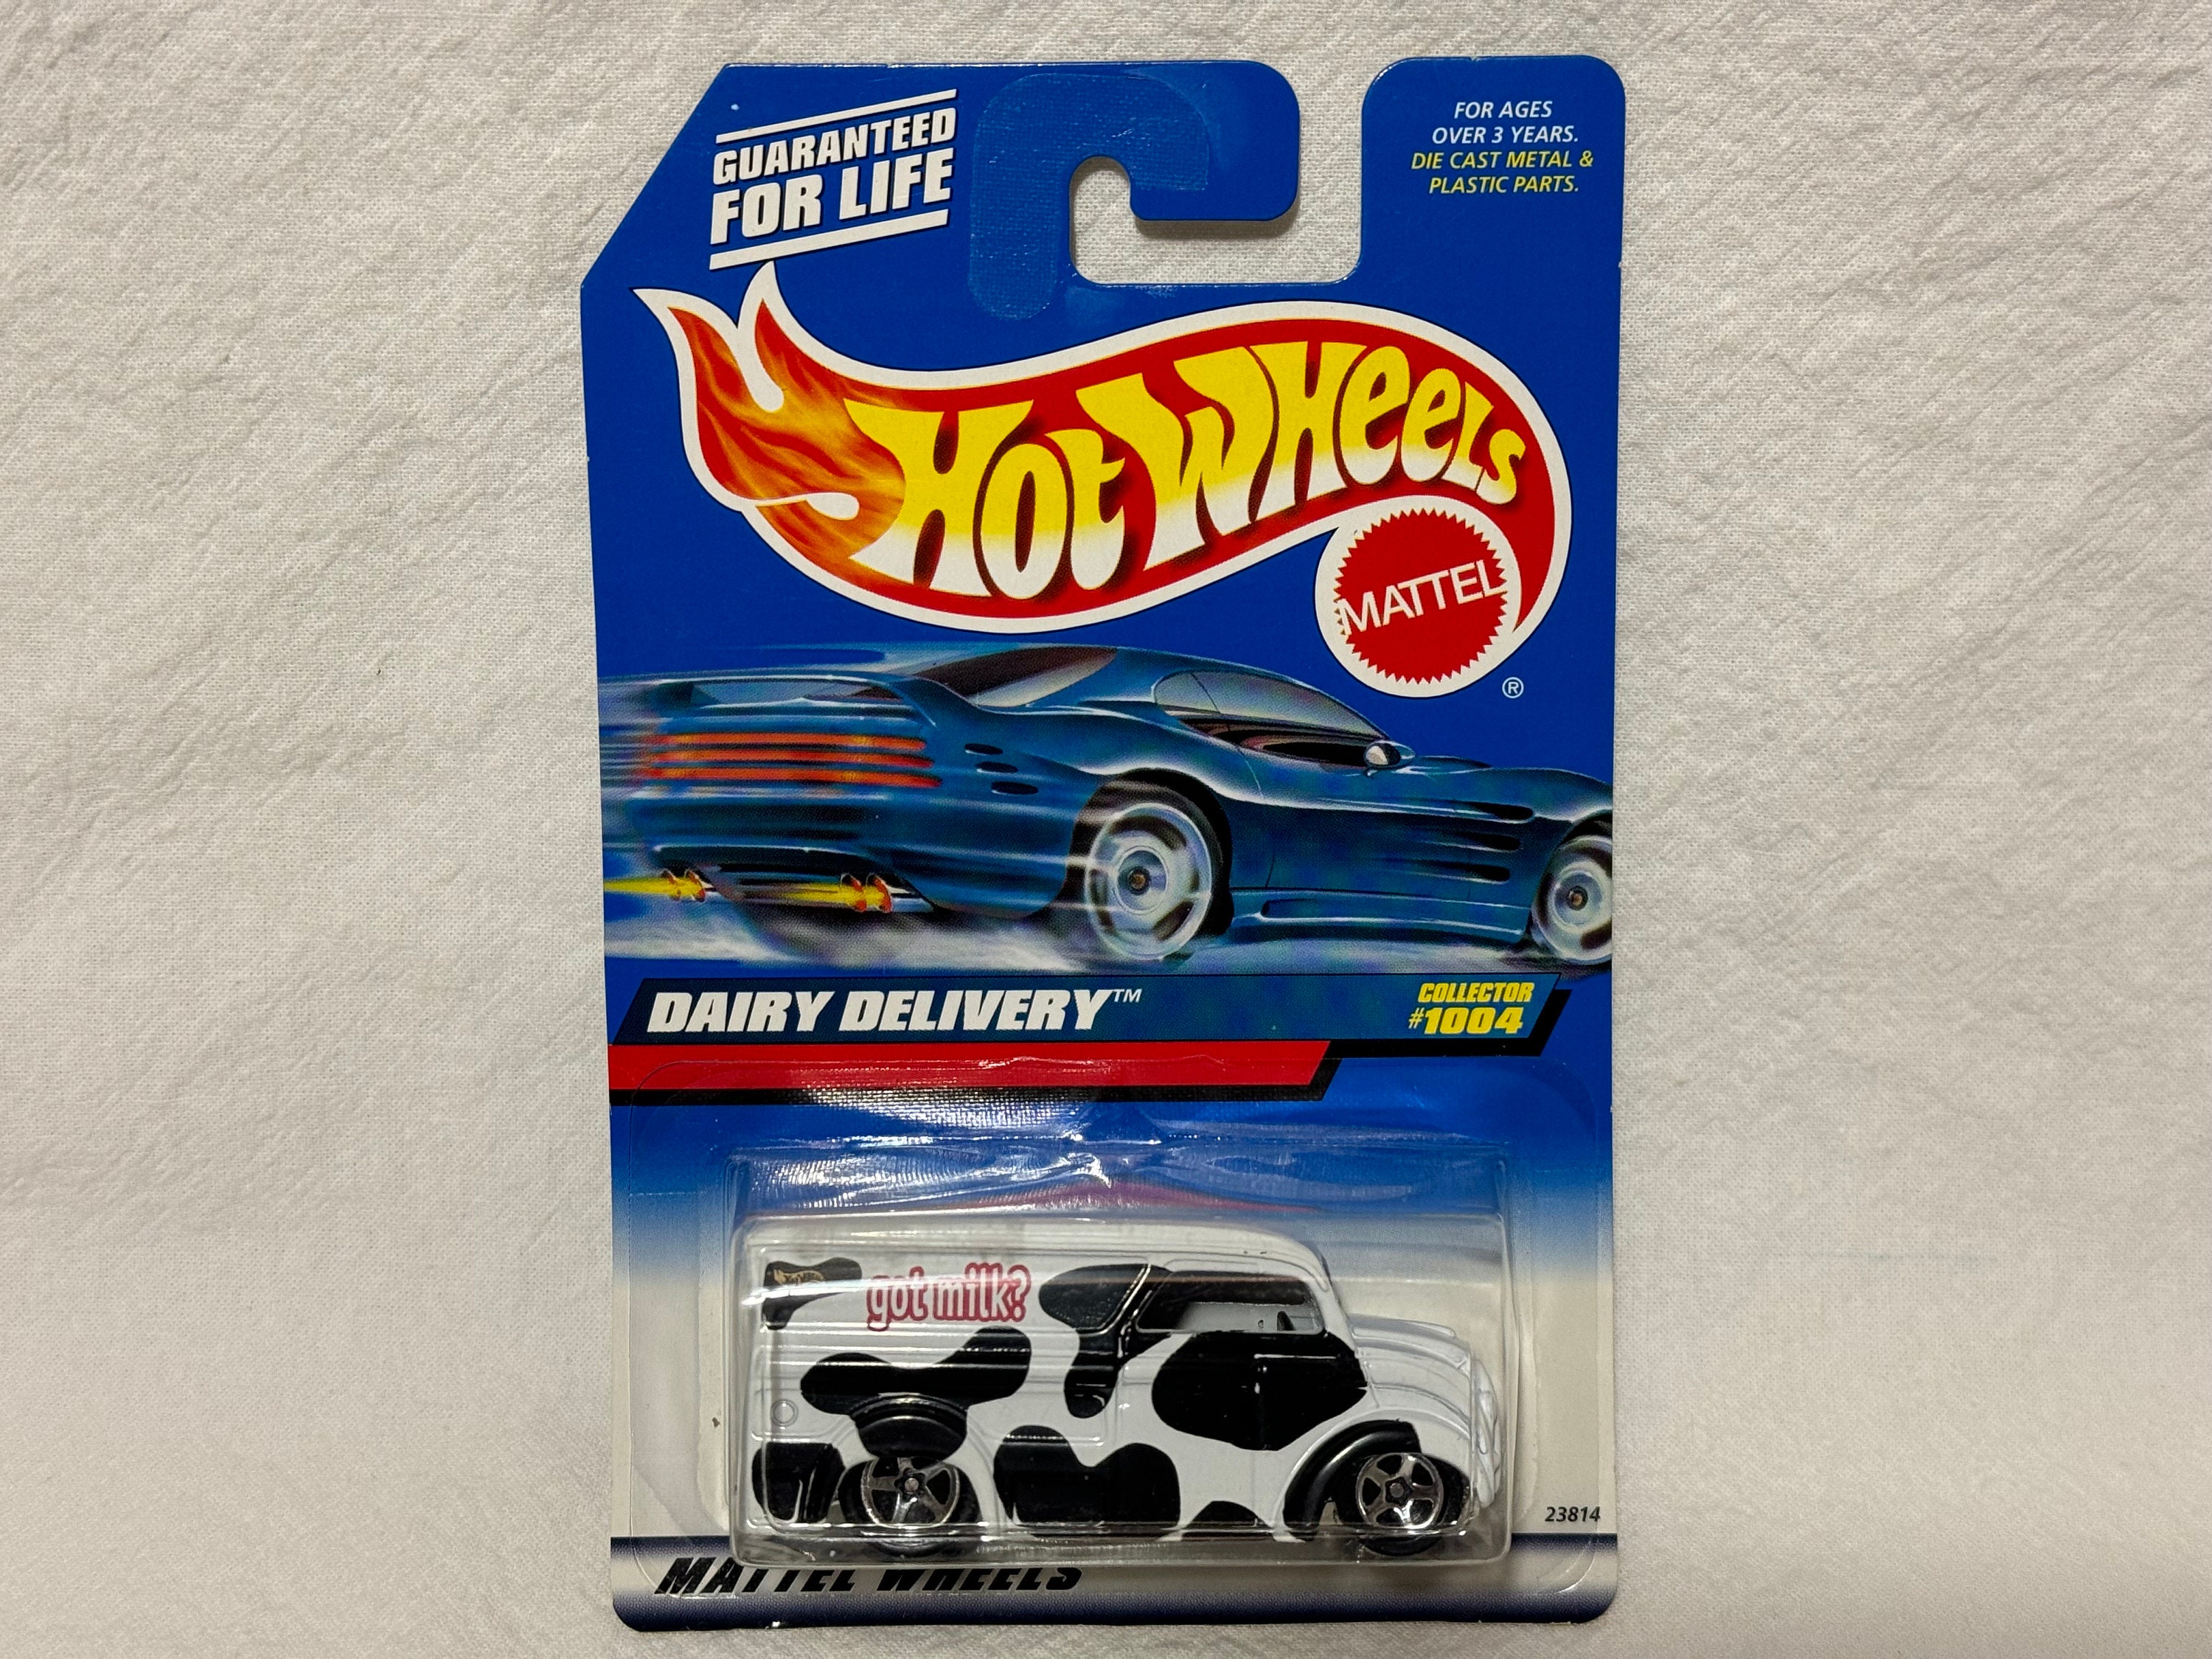 GUARANTEED
FOR LIFE
FOR AGES
OVER 3 YEARS.
DIE CAST METAL &
PLASTIC PARTS.
Hot Wheels
MATTEL
®
DAIRY DELIVERY™
COLLECTOR
#1004
got milk?
23814
MATTEL WHEELS